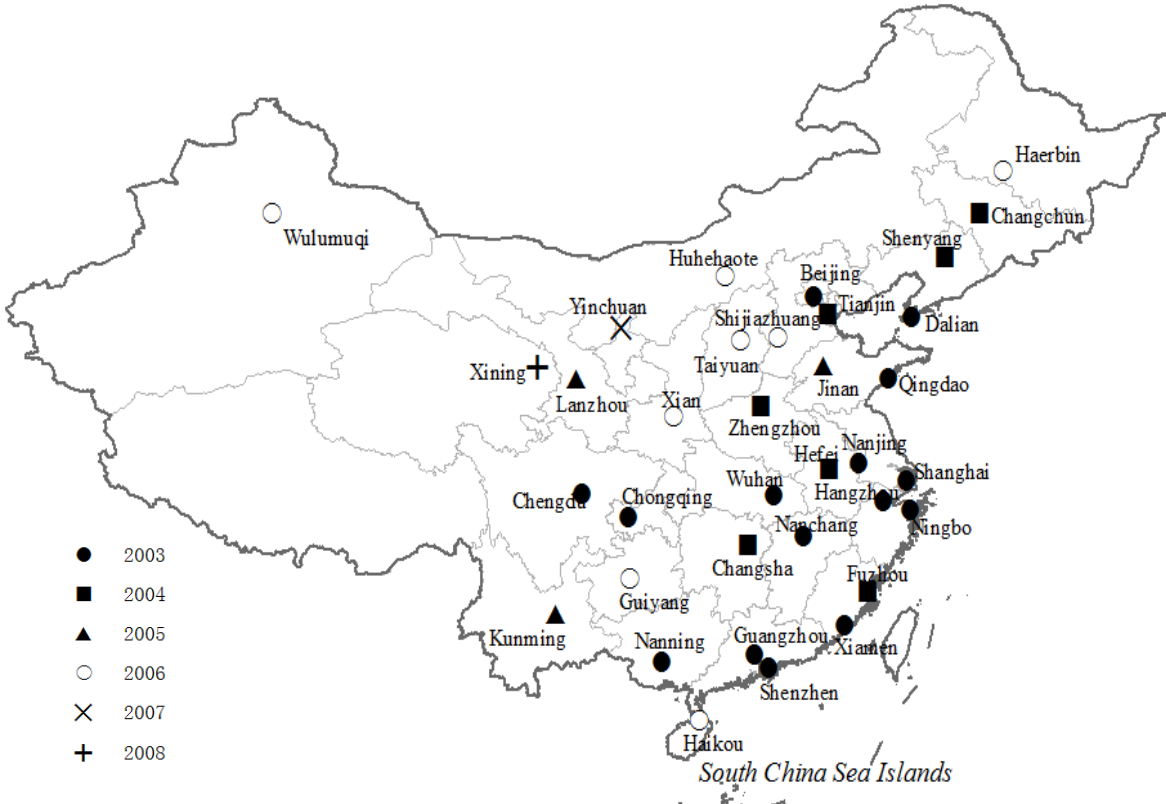 Haerbin
Changchun
Wulumuqi
Shenyang
Huhehaote
Beijing
Yinchuan
Tianjin
Shijiazhuang
Dalian
Taiyuan
Xining
Jinan
Qingdao
Lanzhou
Xian
Zhengzhou
Nanjing
Hefei
Shanghai
Wuhan
Hangzhou
Chengdu
Chongqing
Nanchang
Ningbo
Changsha
Fuzhou
Guiyang
Kunming
Nanning
Guangzhou
Xiamen
Shenzhen
Haikou
South China Sea Islands
2003
2004
2005
2006
2007
2008